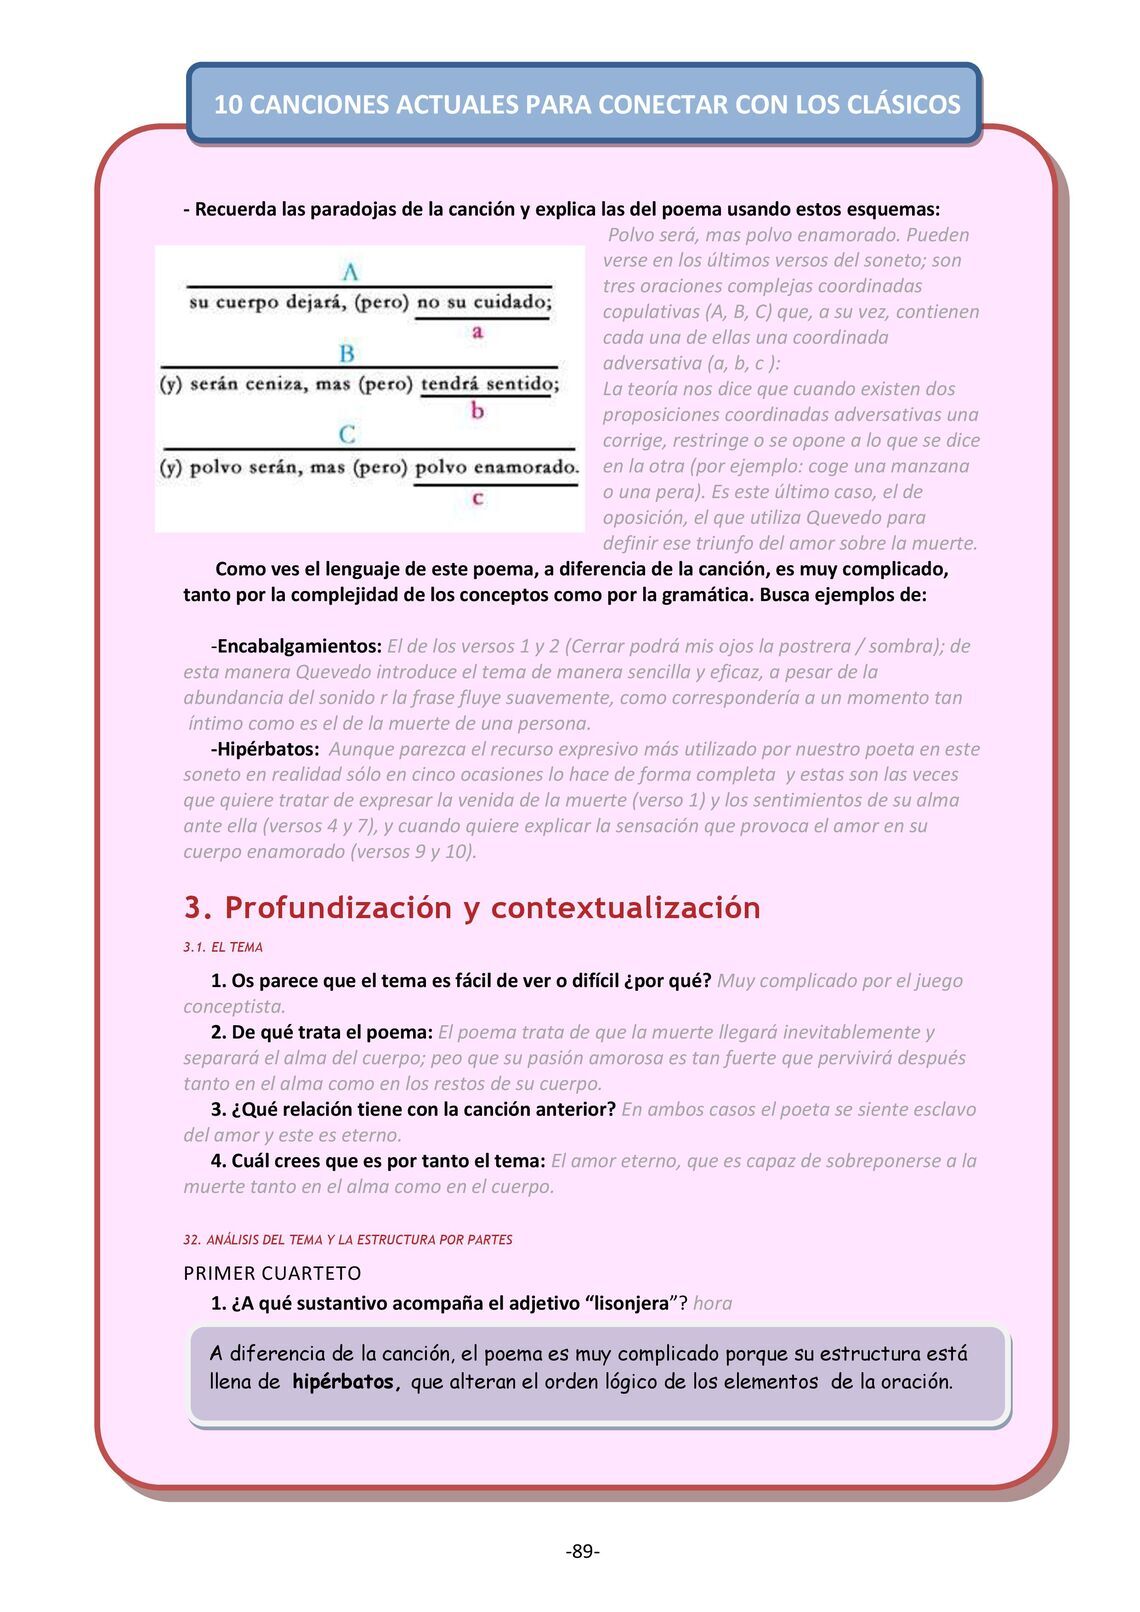 10 CANCIONES ACTUALES PARA CONECTAR CON LOS CLÁSICOS
- Recuerda las paradojas de la canción y explica las del poema usando estos esquemas:
A
su cuerpo dejará, (pero) no su cuidado;
a
B
(y) serán ceniza, mas (pero) tendrá sentido;
b
C
(y) polvo serán, mas (pero) polvo enamorado.
c
Polvo será, mas polvo enamorado. Pueden
verse en los últimos versos del soneto; son
tres oraciones complejas coordinadas
copulativas (A, B, C) que, a su vez, contienen
cada una de ellas una coordinada
adversativa (a, b, c ):
La teoría nos dice que cuando existen dos
proposiciones coordinadas adversativas una
corrige, restringe o se opone a lo que se dice
en la otra (por ejemplo: coge una manzana
o una pera). Es este último caso, el de
oposición, el que utiliza Quevedo para
definir ese triunfo del amor sobre la muerte.
Como ves el lenguaje de este poema, a diferencia de la canción, es muy complicado,
tanto por la complejidad de los conceptos como por la gramática. Busca ejemplos de:
-Encabalgamientos: El de los versos 1 y 2 (Cerrar podrá mis ojos la postrera / sombra); de
esta manera Quevedo introduce el tema de manera sencilla y eficaz, a pesar de la
abundancia del sonido r la frase fluye suavemente, como correspondería a un momento tan
íntimo como es el de la muerte de una persona.
-Hipérbatos: Aunque parezca el recurso expresivo más utilizado por nuestro poeta en este
soneto en realidad sólo en cinco ocasiones lo hace de forma completa y estas son las veces
que quiere tratar de expresar la venida de la muerte (verso 1) y los sentimientos de su alma
ante ella (versos 4 y 7), y cuando quiere explicar la sensación que provoca el amor en su
cuerpo enamorado (versos 9 y 10).
3. Profundización y contextualización
3.1. EL TEMA
1. Os parece que el tema es fácil de ver o difícil ¿por qué? Muy complicado por el juego
conceptista.
2. De qué trata el poema: El poema trata de que la muerte llegará inevitablemente y
separará el alma del cuerpo; peo que su pasión amorosa es tan fuerte que pervivirá después
tanto en el alma como en los restos de su cuerpo.
3. ¿Qué relación tiene con la canción anterior? En ambos casos el poeta se siente esclavo
del amor y este es eterno.
4. Cuál crees que es por tanto el tema: El amor eterno, que es capaz de sobreponerse a la
muerte tanto en el alma como en el cuerpo.
32. ANÁLISIS DEL TEMA Y LA ESTRUCTURA POR PARTES
PRIMER CUARTETO
1. ¿A qué sustantivo acompaña el adjetivo “lisonjera”? hora
A diferencia de la canción, el poema es muy complicado porque su estructura está
llena de hipérbatos, que alteran el orden lógico de los elementos de la oración.
-89-